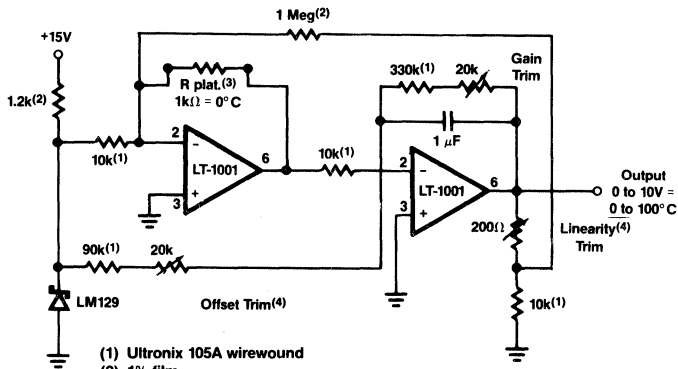 1 Meg(2)
+15V
330k(1)
20k
Gain
Trim
R plat.(3)
1kΩ = 0°C
1.2k(2)
1 μF
10k(1)
2
−
6
LT-1001
+
3
10k(1)
2
−
6
LT-1001
+
3
Output
0 to 10V =
0 to 100°C
200Ω
Linearity(4)
Trim
90k(1)
20k
LM129
Offset Trim(4)
10k(1)
(1) Ultronix 105A wirewound